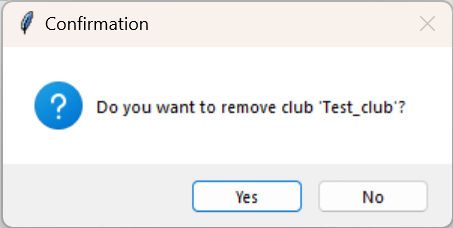 Confirmation
Do you want to remove club 'Test_club'?
Yes
No